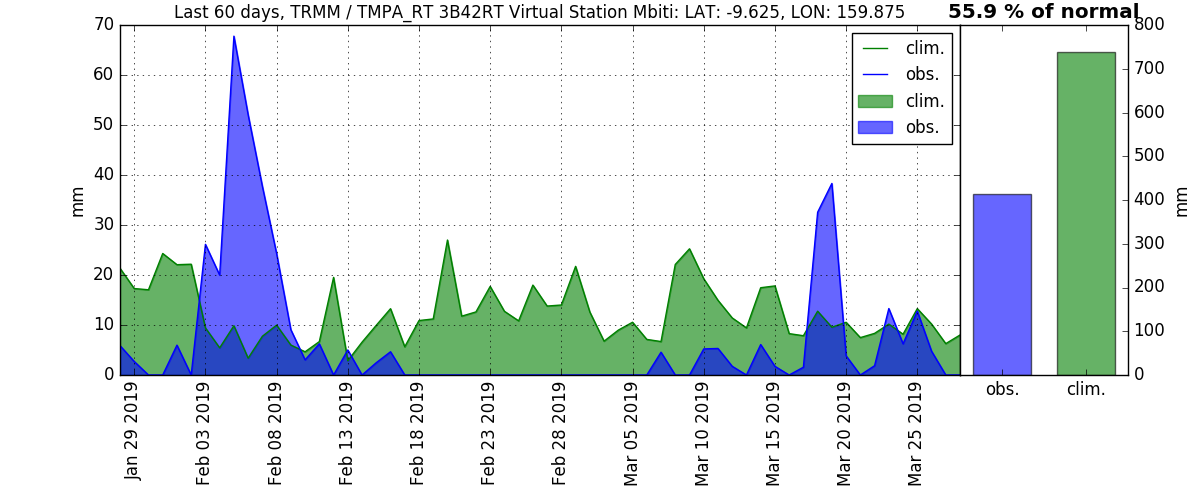 Last 60 days, TRMM / TMPA_RT 3B42RT Virtual Station Mbiti: LAT: -9.625, LON: 159.875
55.9 % of normal
70
60
50
40
30
20
10
0
mm
clim.
obs.
clim.
obs.
Jan 29 2019
Feb 03 2019
Feb 08 2019
Feb 13 2019
Feb 18 2019
Feb 23 2019
Feb 28 2019
Mar 05 2019
Mar 10 2019
Mar 15 2019
Mar 20 2019
Mar 25 2019
obs.
clim.
800
700
600
500
400
300
200
100
0
mm